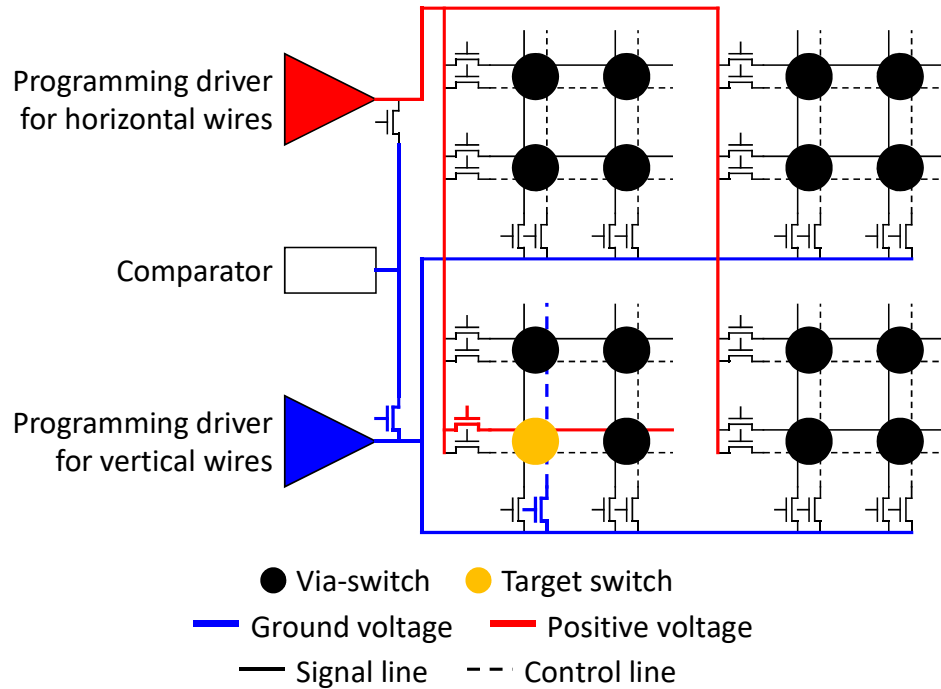 Programming driver
for horizontal wires
Comparator
Programming driver
for vertical wires
Via-switch
Target switch
Ground voltage
Positive voltage
Signal line
Control line